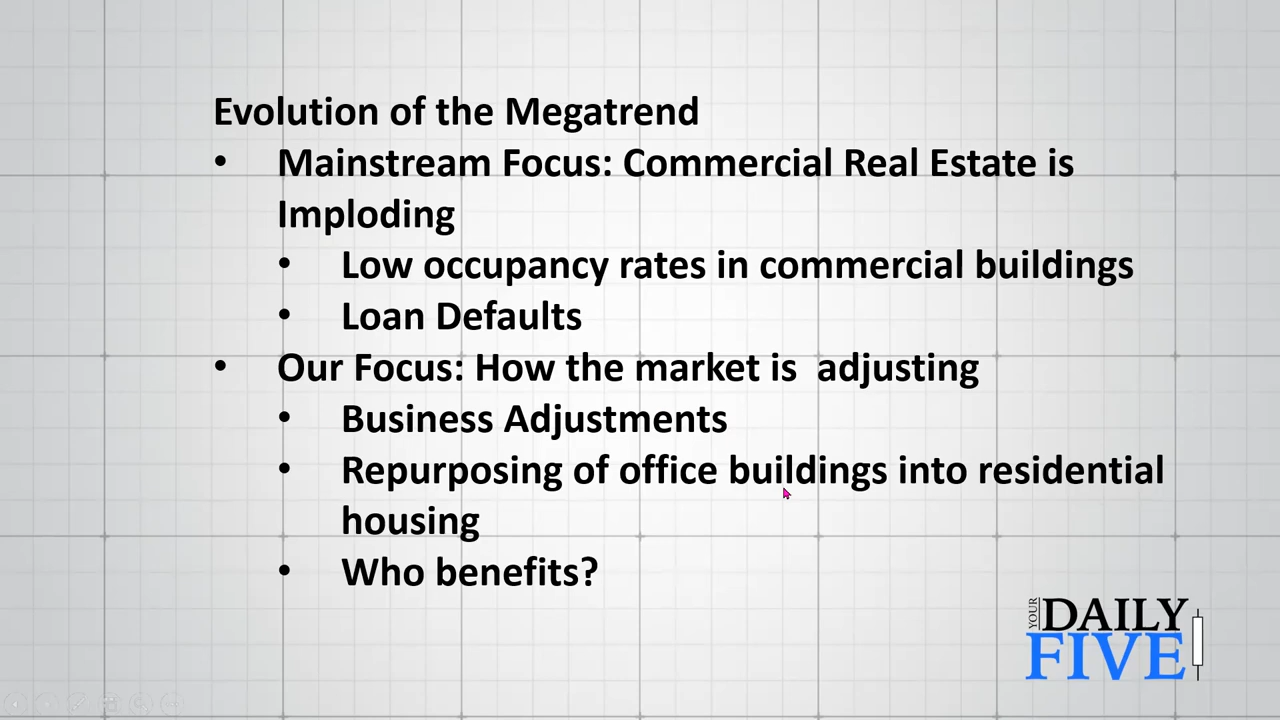 Evolution of the Megatrend
• Mainstream Focus: Commercial Real Estate is
Imploding
• Low occupancy rates in commercial buildings
• Loan Defaults
• Our Focus: How the market is  adjusting
• Business Adjustments
• Repurposing of office buildings into residential
housing
• Who benefits?
YOUR DAILY
FIVE